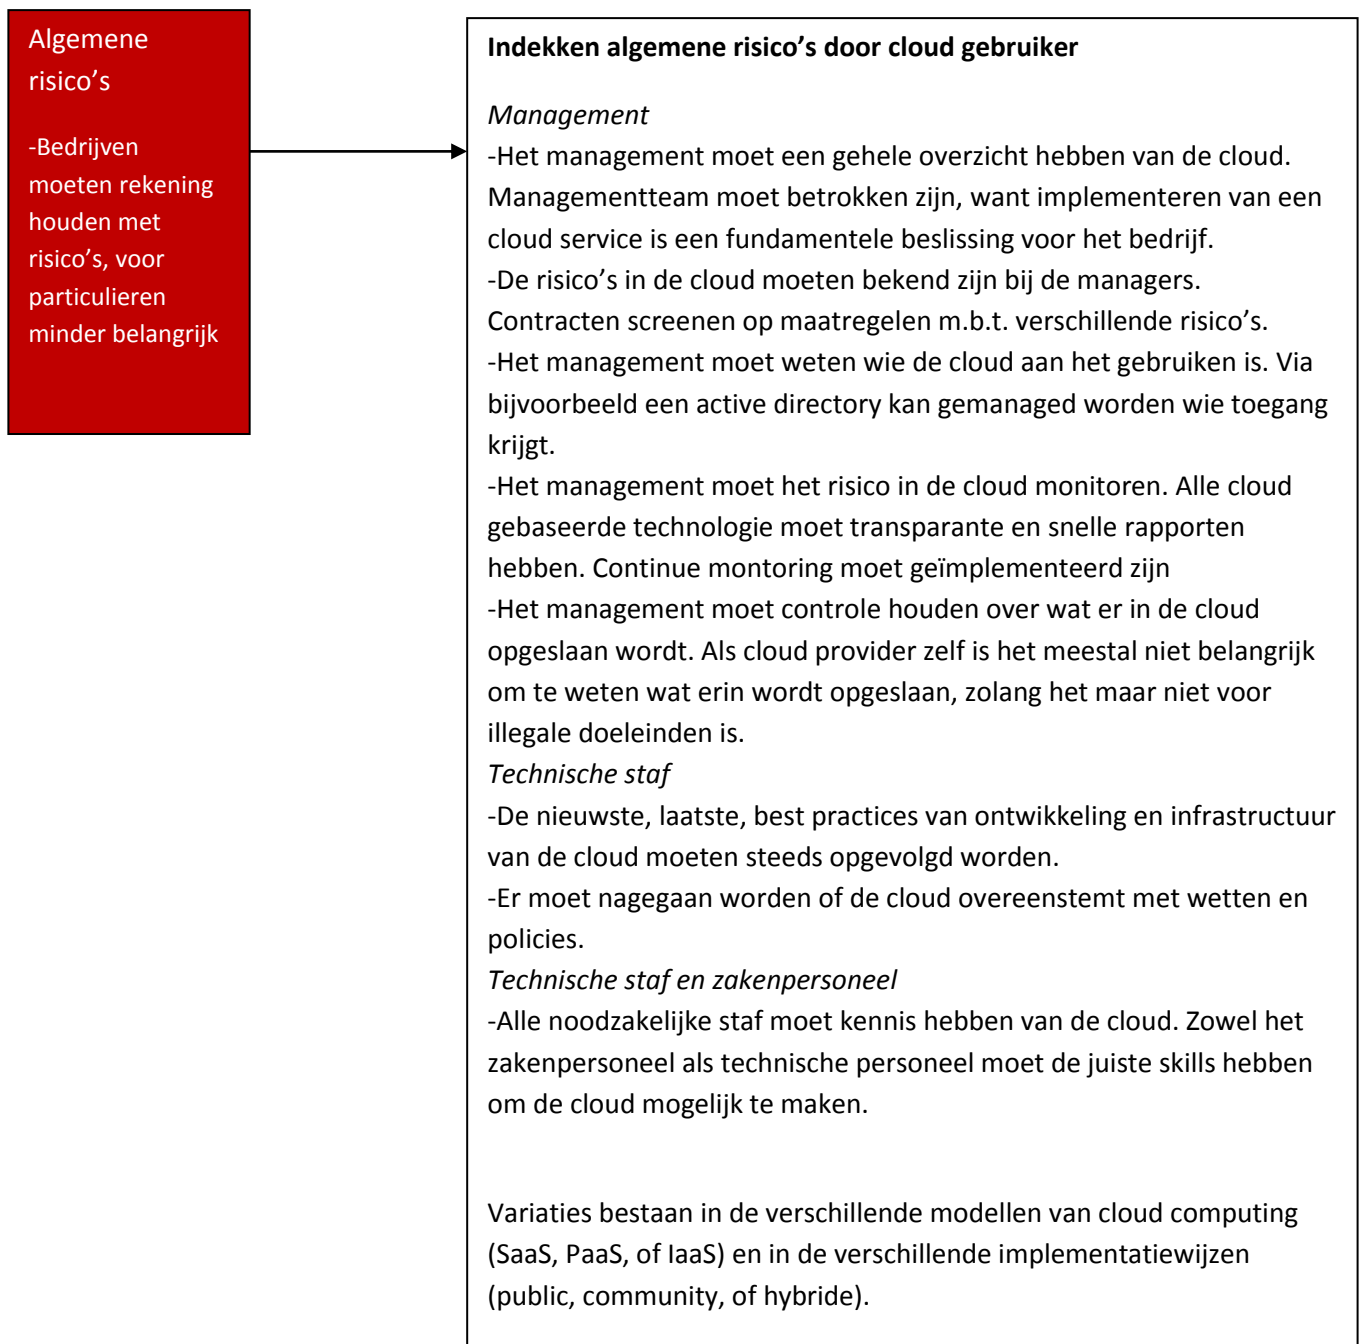 Algemene
risico’s
-Bedrijven
moeten rekening
houden met
risico’s, voor
particulieren
minder belangrijk
Indekken algemene risico’s door cloud gebruiker
Management
-Het management moet een gehele overzicht hebben van de cloud.
Managementteam moet betrokken zijn, want implementeren van een
cloud service is een fundamentele beslissing voor het bedrijf.
-De risico’s in de cloud moeten bekend zijn bij de managers.
Contracten screenen op maatregelen m.b.t. verschillende risico’s.
-Het management moet weten wie de cloud aan het gebruiken is. Via
bijvoorbeeld een active directory kan gemanaged worden wie toegang
krijgt.
-Het management moet het risico in de cloud monitoren. Alle cloud
gebaseerde technologie moet transparante en snelle rapporten
hebben. Continue montoring moet geïmplementeerd zijn
-Het management moet controle houden over wat er in de cloud
opgeslaan wordt. Als cloud provider zelf is het meestal niet belangrijk
om te weten wat erin wordt opgeslaan, zolang het maar niet voor
illegale doeleinden is.
Technische staf
-De nieuwste, laatste, best practices van ontwikkeling en infrastructuur
van de cloud moeten steeds opgevolgd worden.
-Er moet nagegaan worden of de cloud overeenstemt met wetten en
policies.
Technische staf en zakenpersoneel
-Alle noodzakelijke staf moet kennis hebben van de cloud. Zowel het
zakenpersoneel als technische personeel moet de juiste skills hebben
om de cloud mogelijk te maken.
Variaties bestaan in de verschillende modellen van cloud computing
(SaaS, PaaS, of IaaS) en in de verschillende implementatiewijzen
(public, community, of hybride).